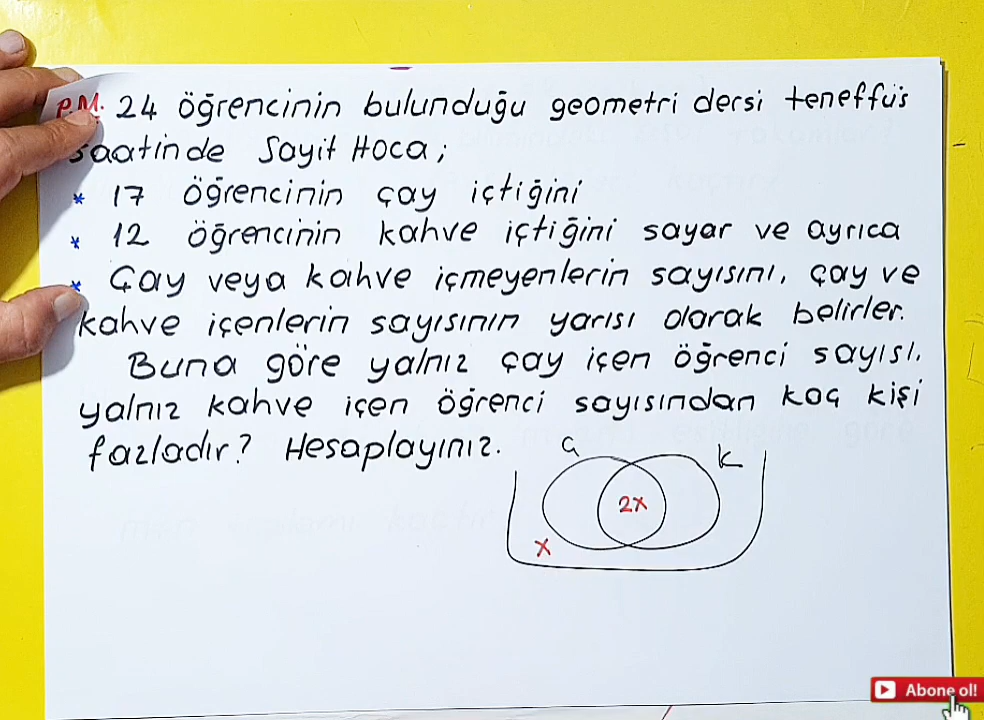 P.M. 24 öğrencinin bulunduğu geometri dersi teneffüs
saatinde Sayit Hoca;
* 17 öğrencinin çay içtiğini
* 12 öğrencinin kahve içtiğini sayar ve ayrıca
* Çay veya kahve içmeyenlerin sayısını, çay ve
kahve içenlerin sayısının yarısı olarak belirler.
Buna göre yalnız çay içen öğrenci sayısı,
yalnız kahve içen öğrenci sayısından kaç kişi
fazladır? Hesaplayınız.
Ç K
2x
x
Abone ol!